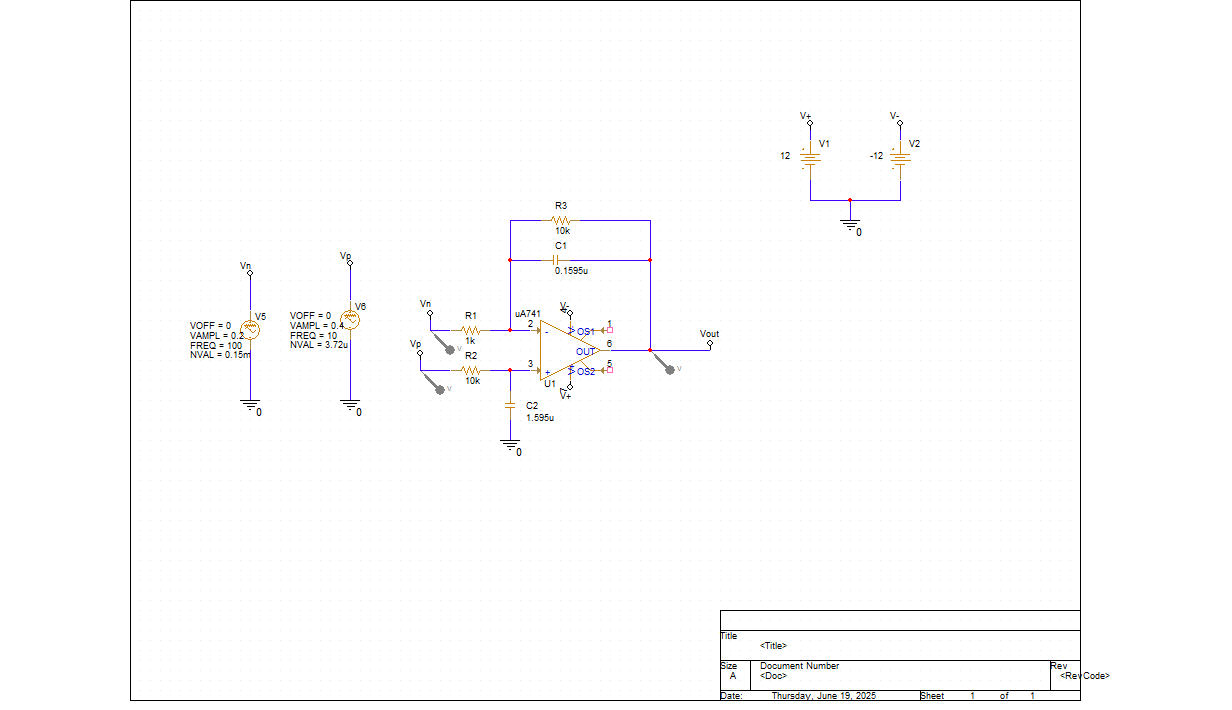 V+
V-
V1
V2
12
-12
0
R3
10k
C1
0.1595u
Vn
V5
VOFF = 0
VAMPL = 0.2
FREQ = 100
NVAL = 0.15m
0
Vp
V6
VOFF = 0
VAMPL = 0.4
FREQ = 10
NVAL = 3.72u
0
Vn
R1
1k
V
Vp
R2
10k
V
uA741
2
-
3
+
U1
V-
OS1
1
OUT
6
OS2
5
V+
Vout
V
C2
1.595u
0
Title
<Title>
Size
A
Document Number
<Doc>
Rev
<RevCode>
Date:
Thursday, June 19, 2025
Sheet 1 of 1